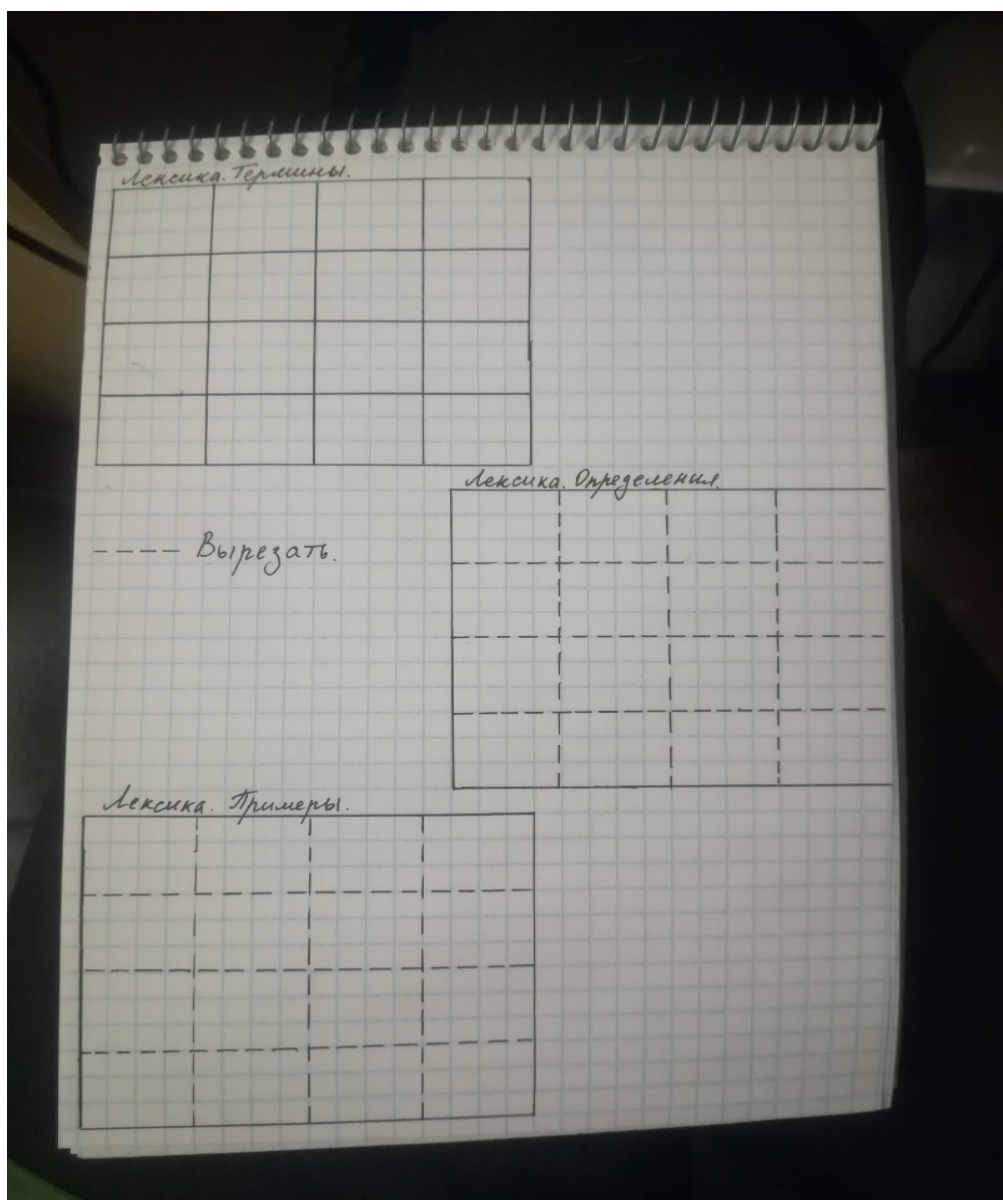 Лексика. Термины.
Лексика. Определения.
Вырезать.
Лексика. Примеры.